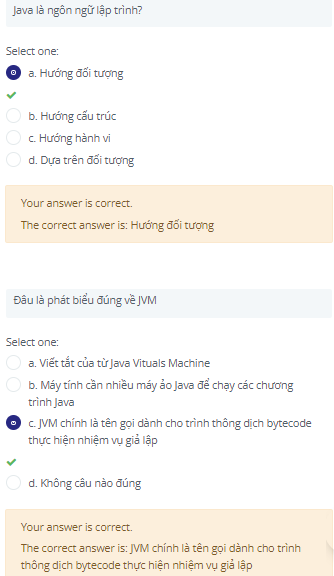 Java là ngôn ngữ lập trình?
Select one:
a. Hướng đối tượng
b. Hướng cấu trúc
c. Hướng hành vi
d. Dựa trên đối tượng
Your answer is correct.
The correct answer is: Hướng đối tượng
Đâu là phát biểu đúng về JVM
Select one:
a. Viết tắt của từ Java Vituals Machine
b. Máy tính cần nhiều máy ảo Java để chạy các chương
trình Java
c. JVM chính là tên gọi dành cho trình thông dịch bytecode
thực hiện nhiệm vụ giả lập
d. Không câu nào đúng
Your answer is correct.
The correct answer is: JVM chính là tên gọi dành cho trình
thông dịch bytecode thực hiện nhiệm vụ giả lập